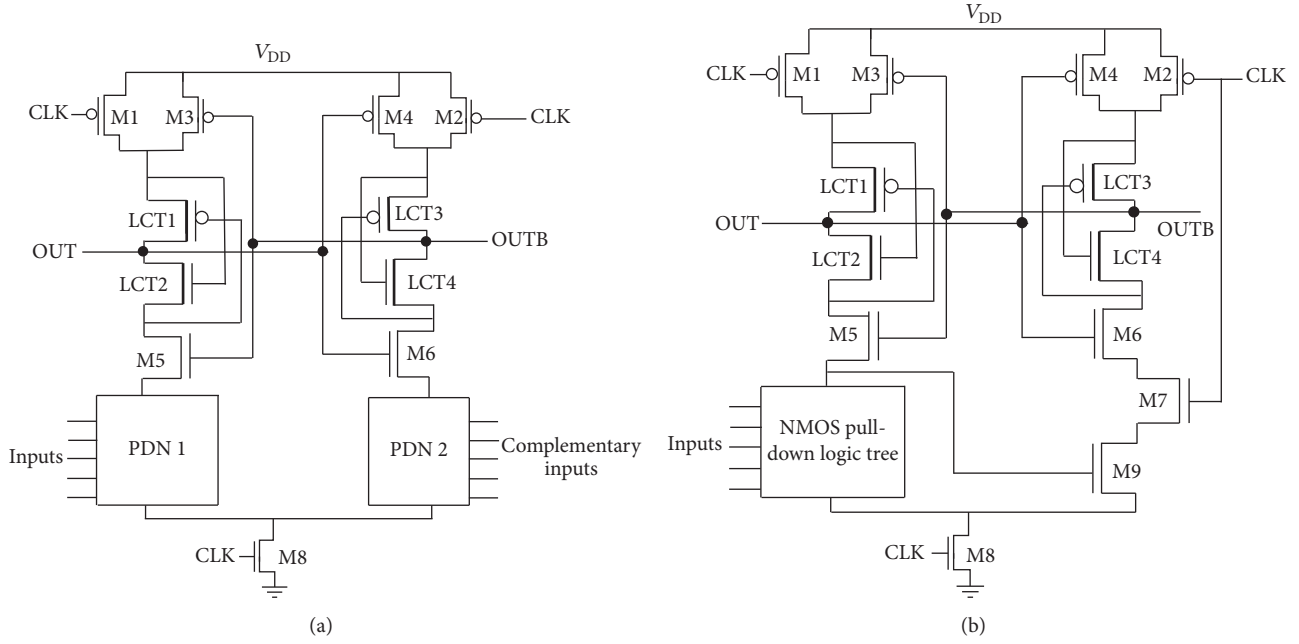 V_DD
CLK
M1
M3
M4
M2
CLK
LCT1
LCT3
OUT
OUTB
LCT2
LCT4
M5
M6
Inputs
PDN 1
PDN 2
Complementary
inputs
CLK
M8
(a)
V_DD
CLK
M1
M3
M4
M2
CLK
LCT1
LCT3
OUT
OUTB
LCT2
LCT4
M5
M6
M7
Inputs
NMOS pull-
down logic tree
M9
CLK
M8
(b)